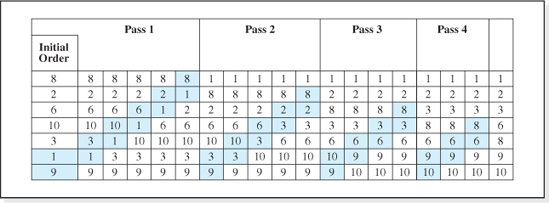 Pass 1 Pass 2 Pass 3 Pass 4
Initial
Order
8 8 8 8 8 8 1 1 1 1 1 1 1 1 1 1 1 1 1
2 2 2 2 2 1 8 8 8 8 8 2 2 2 2 2 2 2 2
6 6 6 6 1 2 2 2 2 2 2 8 8 8 8 3 3 3 3
10 10 10 1 6 6 6 6 6 3 3 3 3 3 3 8 8 8 6
3 3 1 10 10 10 10 10 3 6 6 6 6 6 6 6 6 6 8
1 1 3 3 3 3 3 3 10 10 10 10 9 9 9 9 9 9 9
9 9 9 9 9 9 9 9 9 9 9 9 10 10 10 10 10 10 10